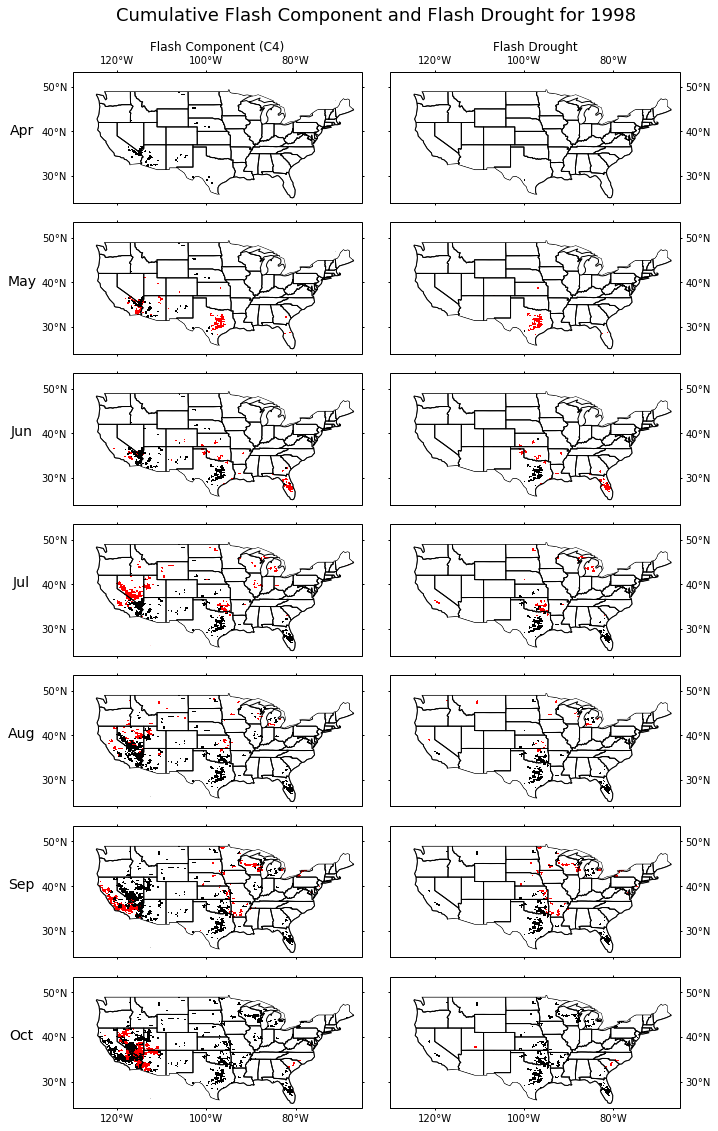 Cumulative Flash Component and Flash Drought for 1998
Flash Component (C4) Flash Drought
120°W 100°W 80°W 120°W 100°W 80°W
50°N 50°N
Apr 40°N 40°N
30°N 30°N
50°N 50°N
May 40°N 40°N
30°N 30°N
50°N 50°N
Jun 40°N 40°N
30°N 30°N
50°N 50°N
Jul 40°N 40°N
30°N 30°N
50°N 50°N
Aug 40°N 40°N
30°N 30°N
50°N 50°N
Sep 40°N 40°N
30°N 30°N
50°N 50°N
Oct 40°N 40°N
30°N 30°N
120°W 100°W 80°W 120°W 100°W 80°W